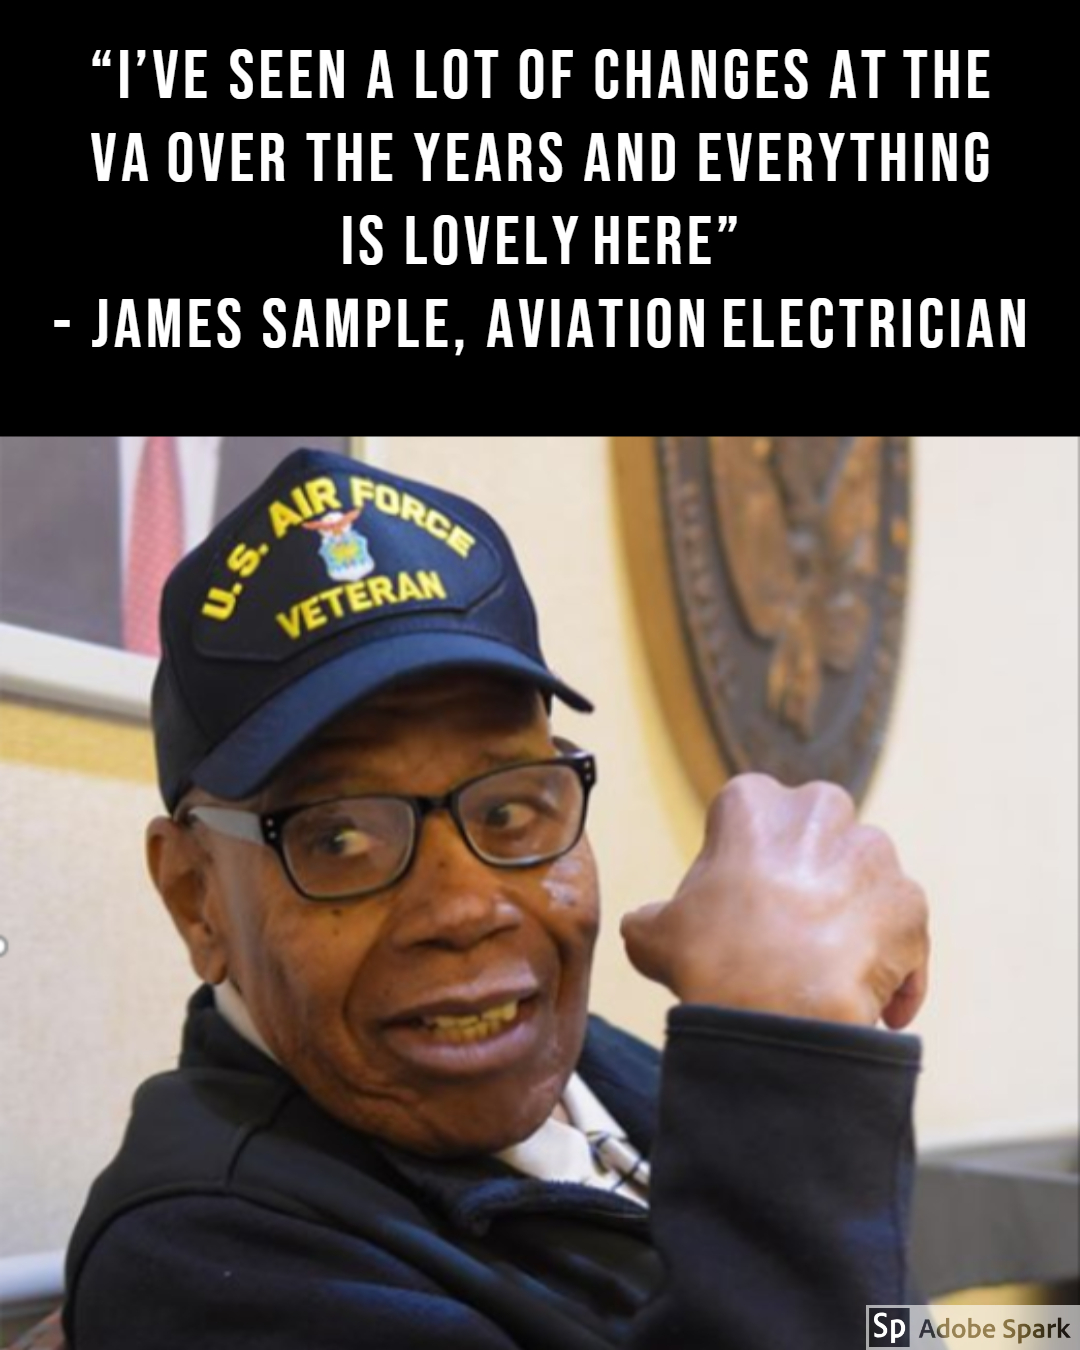 “I’VE SEEN A LOT OF CHANGES AT THE
VA OVER THE YEARS AND EVERYTHING
IS LOVELY HERE”
- JAMES SAMPLE, AVIATION ELECTRICIAN
U.S. AIR FORCE
VETERAN
Sp Adobe Spark